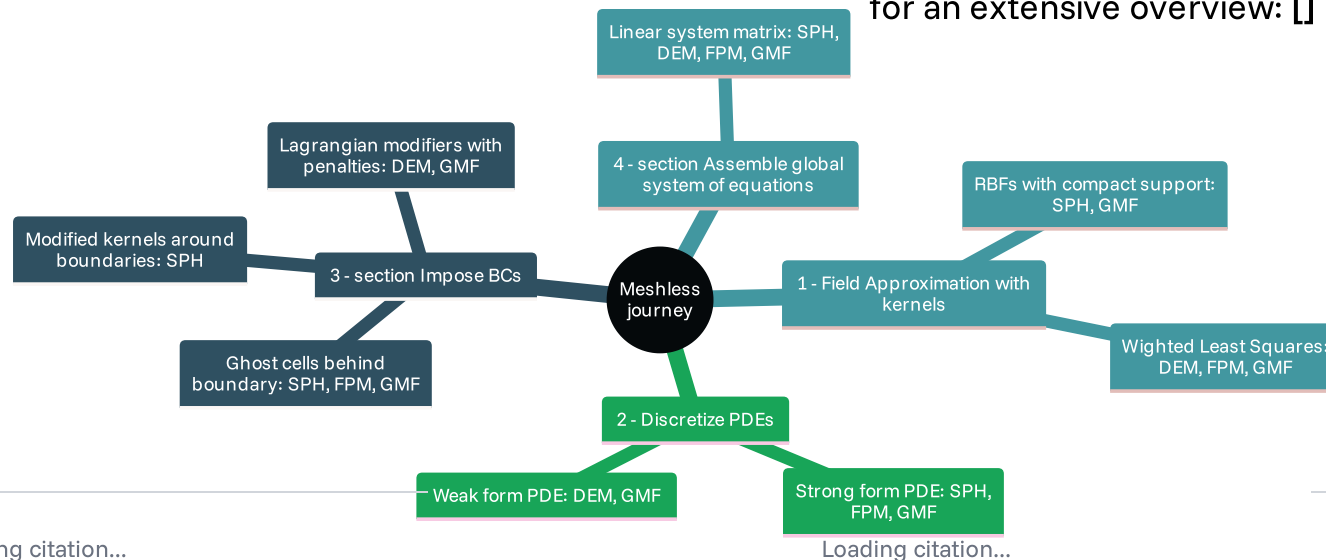 for an extensive overview: []
Linear system matrix: SPH,
DEM, FPM, GMF
Lagrangian modifiers with
penalties: DEM, GMF
4 - section Assemble global
system of equations
RBFs with compact support:
SPH, GMF
Modified kernels around
boundaries: SPH
3 - section Impose BCs
Meshless
journey
1 - Field Approximation with
kernels
Ghost cells behind
boundary: SPH, FPM, GMF
Wighted Least Squares:
DEM, FPM, GMF
2 - Discretize PDEs
Weak form PDE: DEM, GMF
Strong form PDE: SPH,
FPM, GMF
ng citation...
Loading citation...